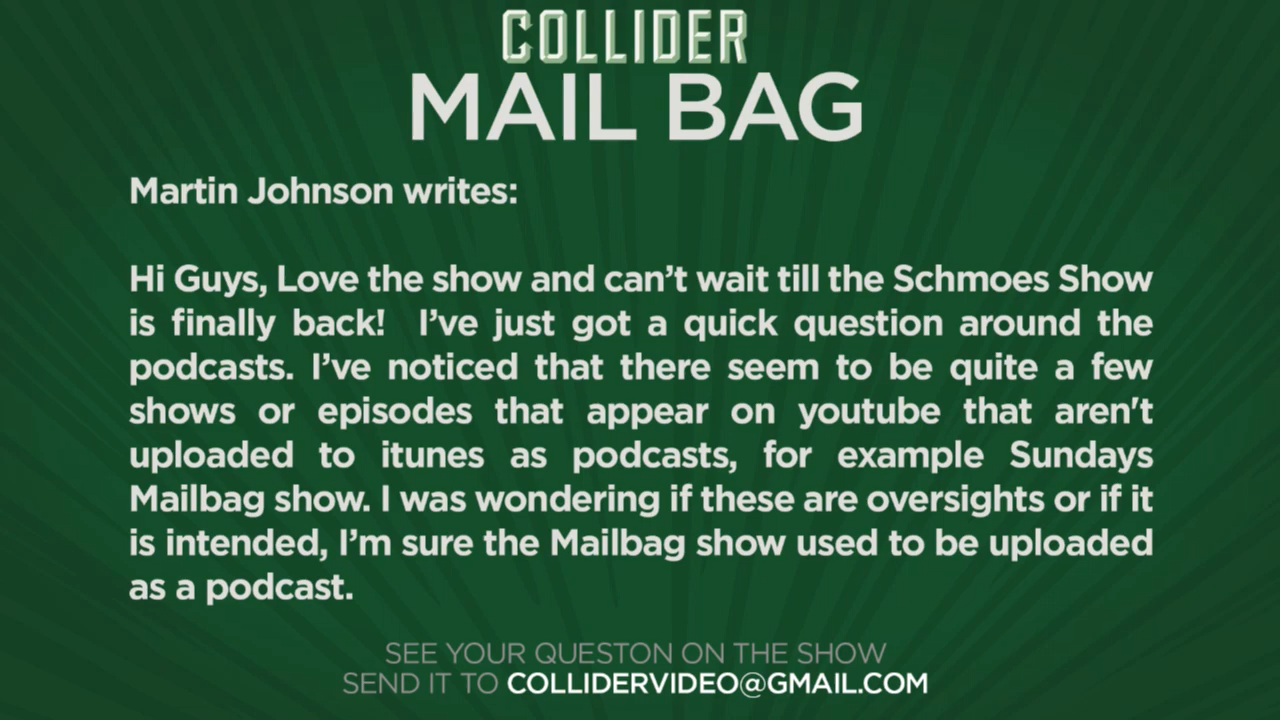 COLLIDER
MAIL BAG
Martin Johnson writes:
Hi Guys, Love the show and can’t wait till the Schmoes Show
is finally back!  I’ve just got a quick question around the
podcasts. I’ve noticed that there seem to be quite a few
shows or episodes that appear on youtube that aren't
uploaded to itunes as podcasts, for example Sundays
Mailbag show. I was wondering if these are oversights or if it
is intended, I’m sure the Mailbag show used to be uploaded
as a podcast.
SEE YOUR QUESTON ON THE SHOW
SEND IT TO COLLIDERVIDEO@GMAIL.COM